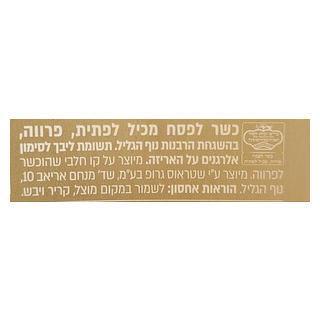 כשר לפסח מכיל לפתית, פרווה,
בהשגחת הרבנות נוף הגליל. תשומת ליבך לסימון
אלרגנים על האריזה. מיוצר על קו חלבי שהוכשר
לפרווה. מיוצר ע״י שטראוס גרופ בע״מ, שד׳ מנחם אריאב 10,
נוף הגליל. הוראות אחסון: לשמור במקום מוצל, קריר ויבש.